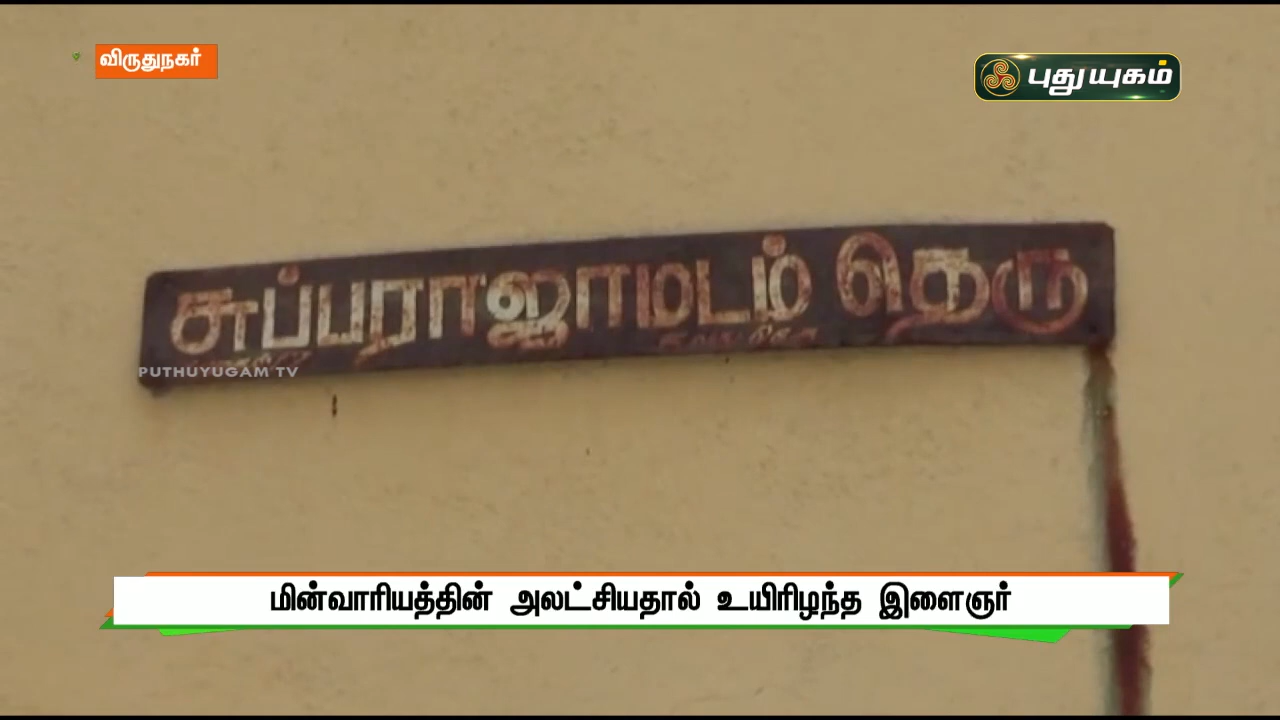 விருதுநகர்
புதுயுகம்
சுப்பராஜாமடம் தெரு
PUTHUYUGAM TV
மின்வாரியத்தின் அலட்சியதால் உயிரிழந்த இளைஞர்